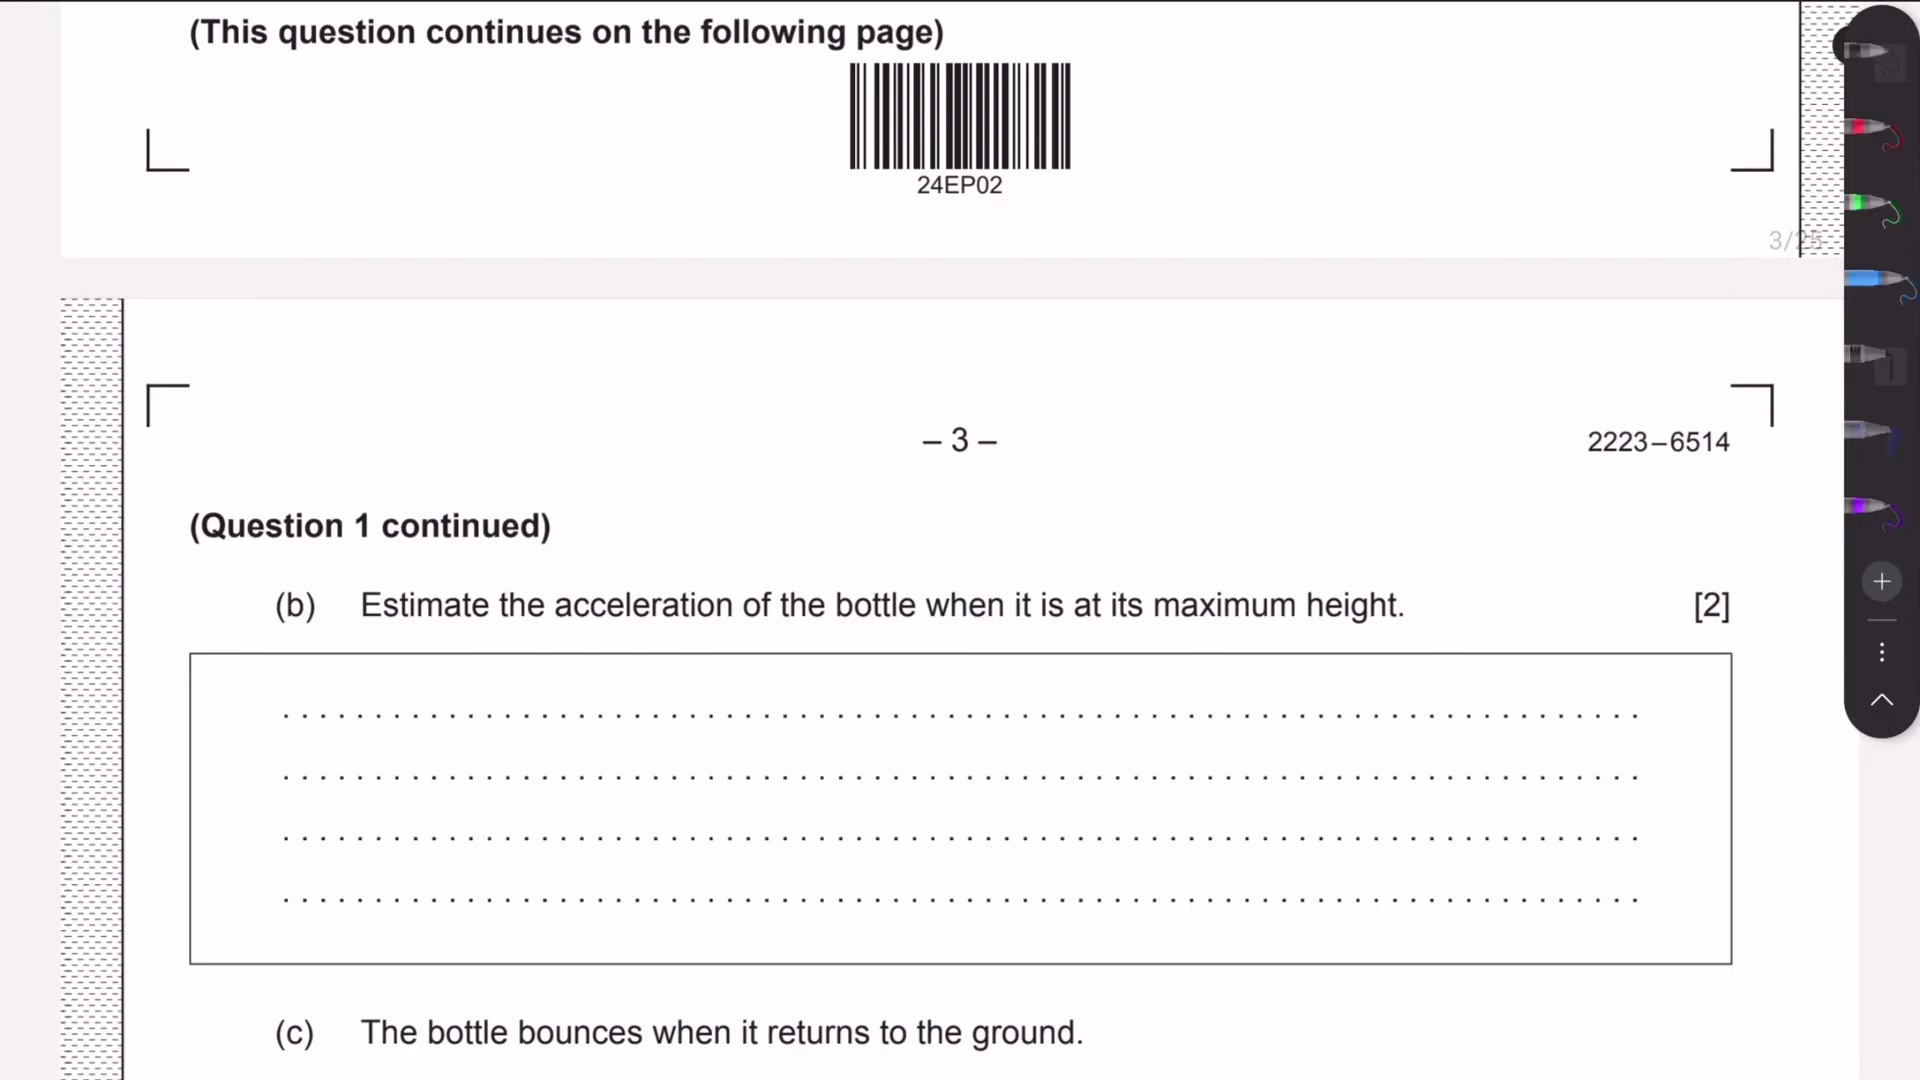 (This question continues on the following page)
24EP02
3/25
– 3 –
2223–6514
(Question 1 continued)
(b) Estimate the acceleration of the bottle when it is at its maximum height. [2]
(c) The bottle bounces when it returns to the ground.